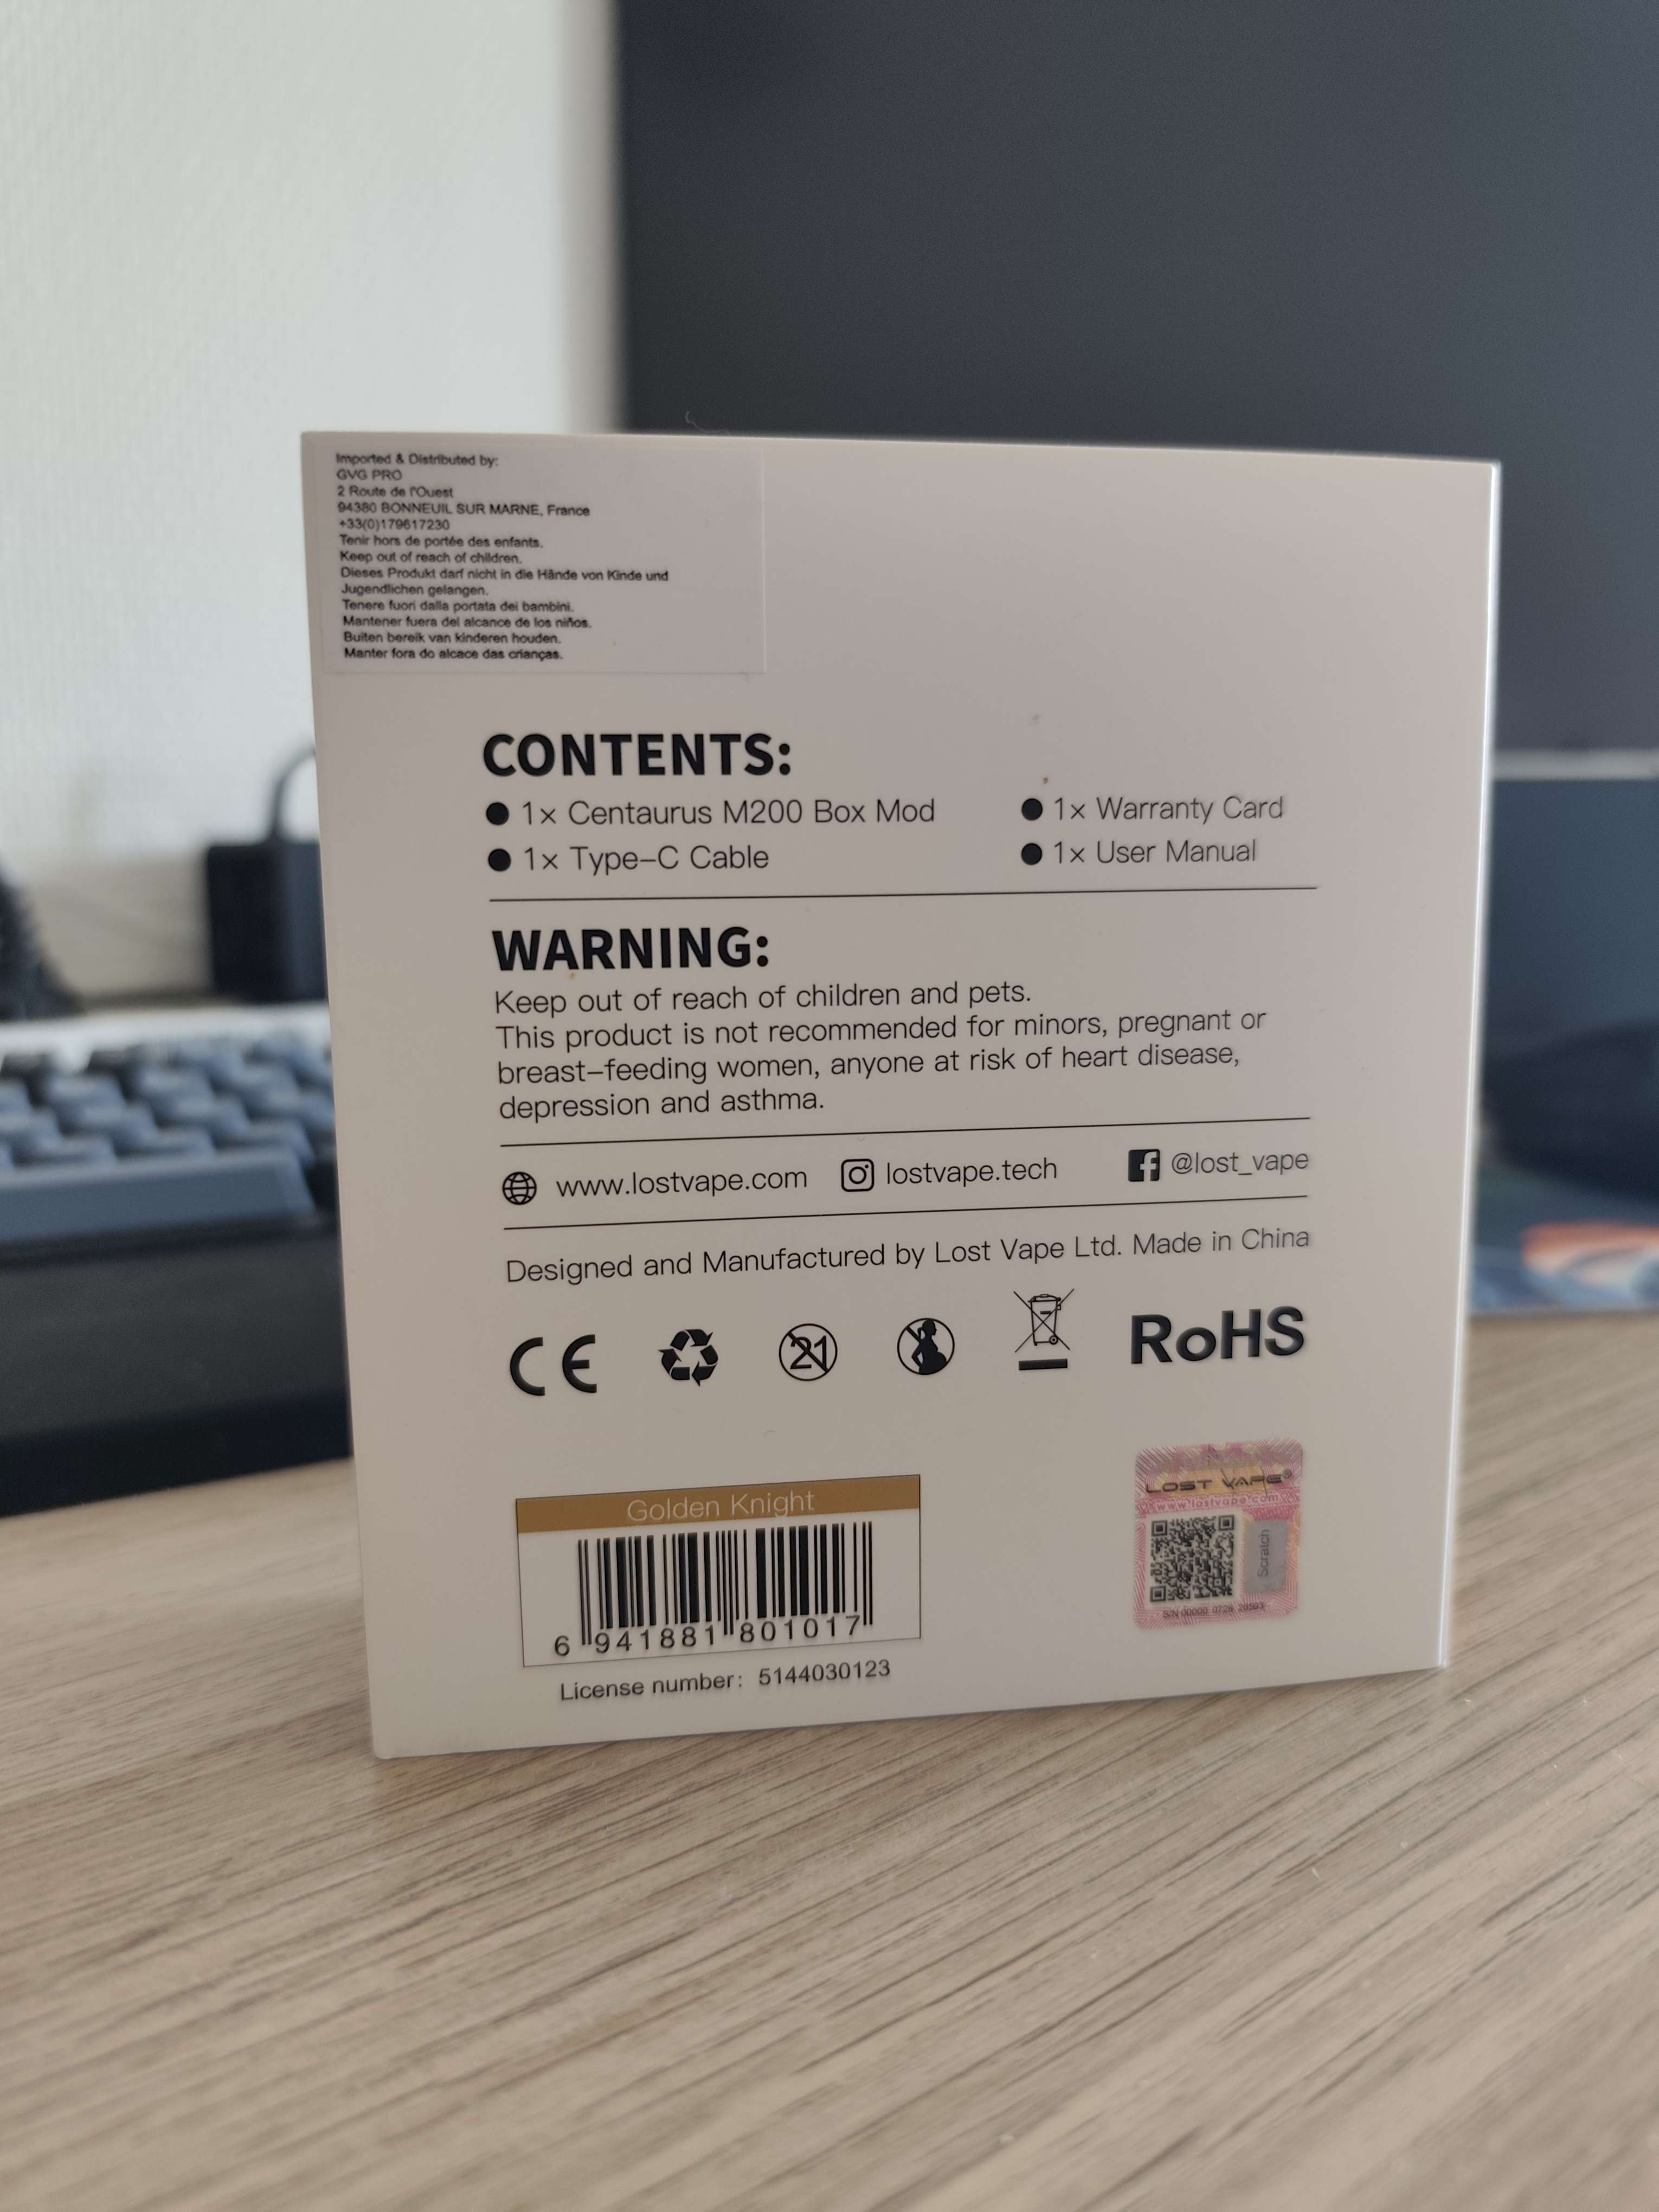 Imported & Distributed by:
GVG PRO
2 Route de l'Ouest
94380 BONNEUIL SUR MARNE, France
+33(0)179617230
Tenir hors de portée des enfants.
Keep out of reach of children.
Dieses Produkt darf nicht in die Hände von Kinde und
Jugendlichen gelangen.
Tenere fuori dalla portata dei bambini.
Mantener fuera del alcance de los niños.
Buiten bereik van kinderen houden.
Manter fora do alcace das crianças.
CONTENTS:
● 1x Centaurus M200 Box Mod
● 1x Type-C Cable
● 1x Warranty Card
● 1x User Manual
WARNING:
Keep out of reach of children and pets.
This product is not recommended for minors, pregnant or
breast-feeding women, anyone at risk of heart disease,
depression and asthma.
www.lostvape.com lostvape.tech @lost_vape
Designed and Manufactured by Lost Vape Ltd. Made in China
CE 21 RoHS
Golden Knight
6 941881 801017
License number: 5144030123
LOST VAPE®
www.lostvape.com
Scratch
S/N 00000 0726 26593